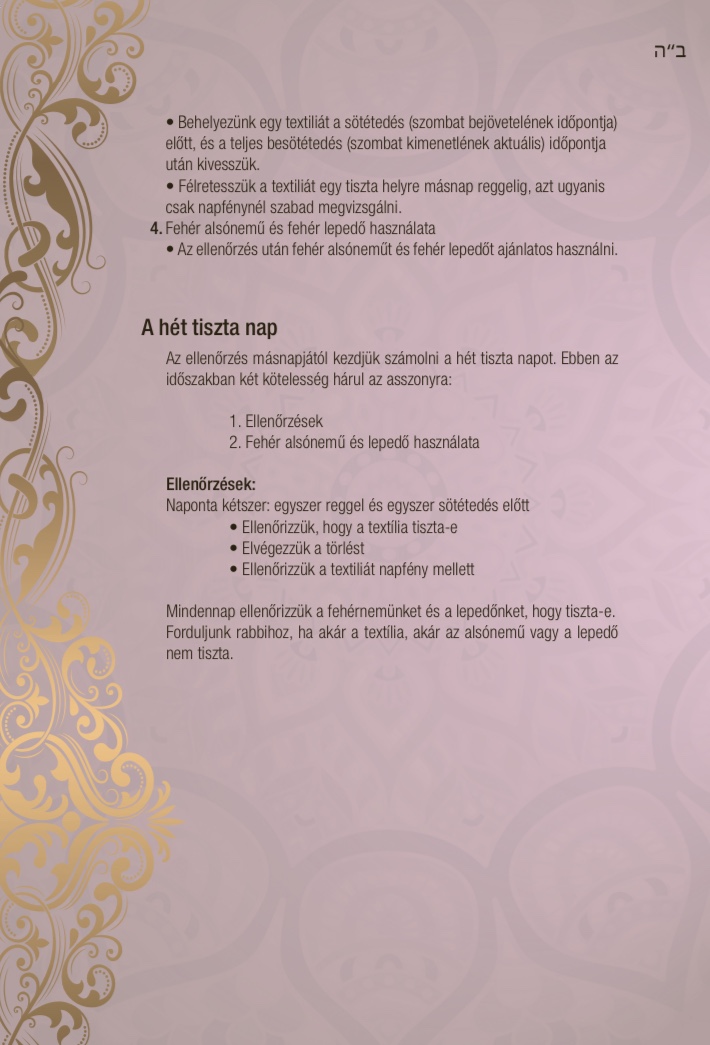 ב״ה
• Behelyezünk egy textiliát a sötétedés (szombat bejövetelének időpontja)
előtt, és a teljes besötétedés (szombat kimenetlének aktuális) időpontja
után kivesszük.
• Félretesszük a textiliát egy tiszta helyre másnap reggelig, azt ugyanis
csak napfénynél szabad megvizsgálni.
4. Fehér alsónemű és fehér lepedő használata
• Az ellenőrzés után fehér alsóneműt és fehér lepedőt ajánlatos használni.
A hét tiszta nap
Az ellenőrzés másnapjától kezdjük számolni a hét tiszta napot. Ebben az
időszakban két kötelesség hárul az asszonyra:
1. Ellenőrzések
2. Fehér alsónemű és lepedő használata
Ellenőrzések:
Naponta kétszer: egyszer reggel és egyszer sötétedés előtt
• Ellenőrizzük, hogy a textília tiszta-e
• Elvégezzük a törlést
• Ellenőrizzük a textiliát napfény mellett
Mindennap ellenőrizzük a fehérnemünket és a lepedőnket, hogy tiszta-e.
Forduljunk rabbihoz, ha akár a textília, akár az alsónemű vagy a lepedő
nem tiszta.